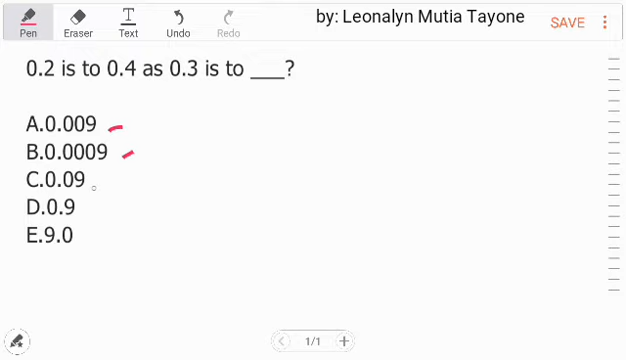 by: Leonalyn Mutia Tayone
Pen Eraser Text Undo Redo SAVE
0.2 is to 0.4 as 0.3 is to ___?
A.0.009
B.0.0009
C.0.09
D.0.9
E.9.0
1/1